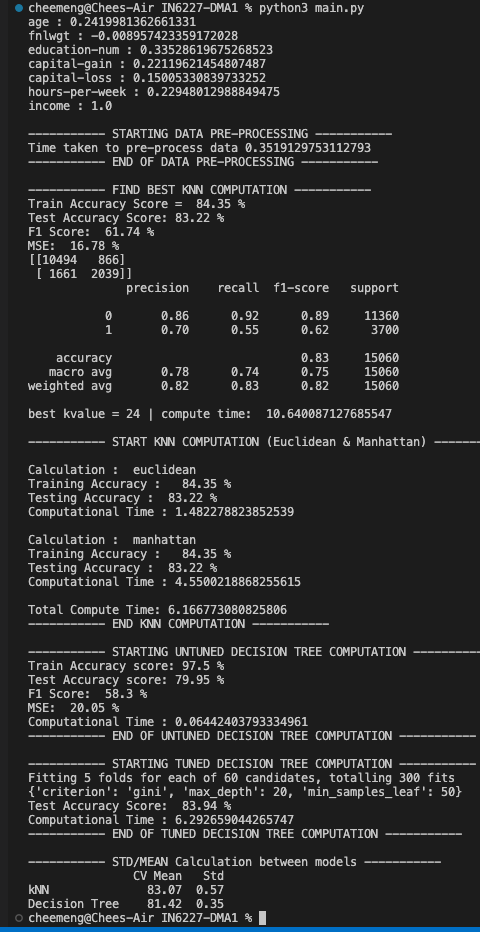 cheemeng@Chees-Air IN6227-DMA1 % python3 main.py
age : 0.2419981362661331
fnlwgt : -0.008957423359172028
education-num : 0.33528619675268523
capital-gain : 0.22119621454807487
capital-loss : 0.15005330839733252
hours-per-week : 0.22948012988849475
income : 1.0
----------- STARTING DATA PRE-PROCESSING -----------
Time taken to pre-process data 0.3519129753112793
----------- END OF DATA PRE-PROCESSING -----------
----------- FIND BEST KNN COMPUTATION -----------
Train Accuracy Score =  84.35 %
Test Accuracy Score: 83.22 %
F1 Score:  61.74 %
MSE:  16.78 %
[[10494   866]
 [ 1661  2039]]
              precision    recall  f1-score   support
           0       0.86      0.92      0.89     11360
           1       0.70      0.55      0.62      3700
    accuracy                           0.83     15060
   macro avg       0.78      0.74      0.75     15060
weighted avg       0.82      0.83      0.82     15060
best kvalue = 24 | compute time:  10.640087127685547
----------- START KNN COMPUTATION (Euclidean & Manhattan) -------
Calculation :  euclidean
Training Accuracy :   84.35 %
Testing Accuracy :  83.22 %
Computational Time : 1.482278823852539
Calculation :  manhattan
Training Accuracy :   84.35 %
Testing Accuracy :  83.22 %
Computational Time : 4.5500218868255615
Total Compute Time: 6.166773080825806
----------- END KNN COMPUTATION -----------
----------- STARTING UNTUNED DECISION TREE COMPUTATION ----------
Train Accuracy score: 97.5 %
Test Accuracy score: 79.95 %
F1 Score:  58.3 %
MSE:  20.05 %
Computational Time : 0.06442403793334961
----------- END OF UNTUNED DECISION TREE COMPUTATION -----------
----------- STARTING TUNED DECISION TREE COMPUTATION -----------
Fitting 5 folds for each of 60 candidates, totalling 300 fits
{'criterion': 'gini', 'max_depth': 20, 'min_samples_leaf': 50}
Test Accuracy Score:  83.94 %
Computational Time : 6.292659044265747
----------- END OF TUNED DECISION TREE COMPUTATION -----------
----------- STD/MEAN Calculation between models -----------
               CV Mean   Std
kNN              83.07  0.57
Decision Tree    81.42  0.35
cheemeng@Chees-Air IN6227-DMA1 %